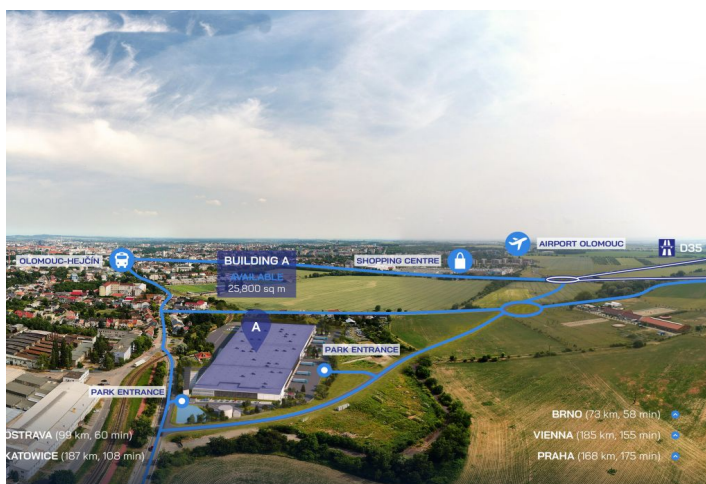 AIRPORT OLOMOUC
D35
OLOMOUC-HEJČÍN
BUILDING A
AVAILABLE
25,800 sq m
SHOPPING CENTRE
A
PARK ENTRANCE
PARK ENTRANCE
OSTRAVA (99 km, 60 min)
KATOWICE (187 km, 108 min)
BRNO (73 km, 58 min)
VIENNA (185 km, 155 min)
PRAHA (168 km, 175 min)